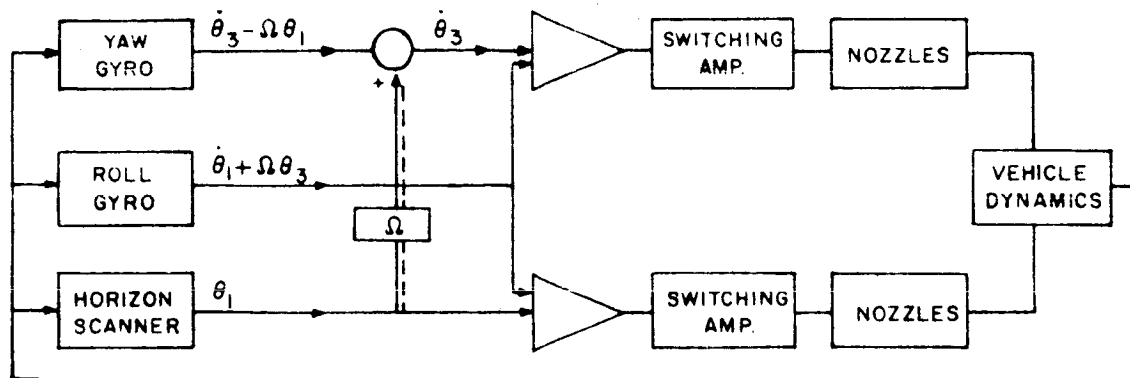 YAW
GYRO
θ̇₃ − Ωθ₁
+
θ̇₃
SWITCHING
AMP.
NOZZLES
ROLL
GYRO
θ̇₁ + Ωθ₃
Ω
VEHICLE
DYNAMICS
HORIZON
SCANNER
θ₁
SWITCHING
AMP.
NOZZLES